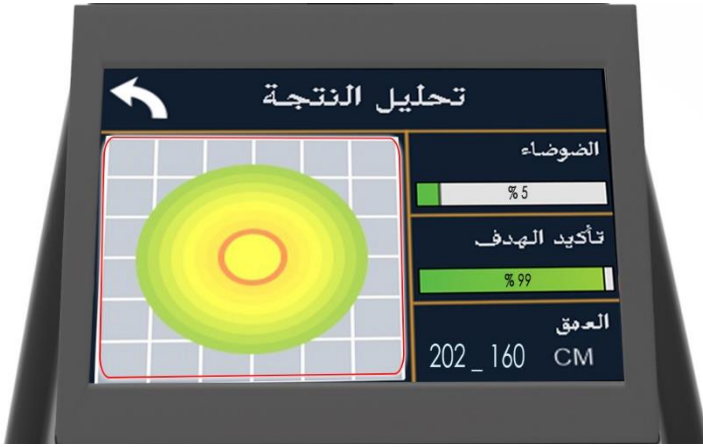 تحليل النتجة
الضوضاء
% 5
تأكيد الهدف
% 99
العمق
202 _ 160 CM